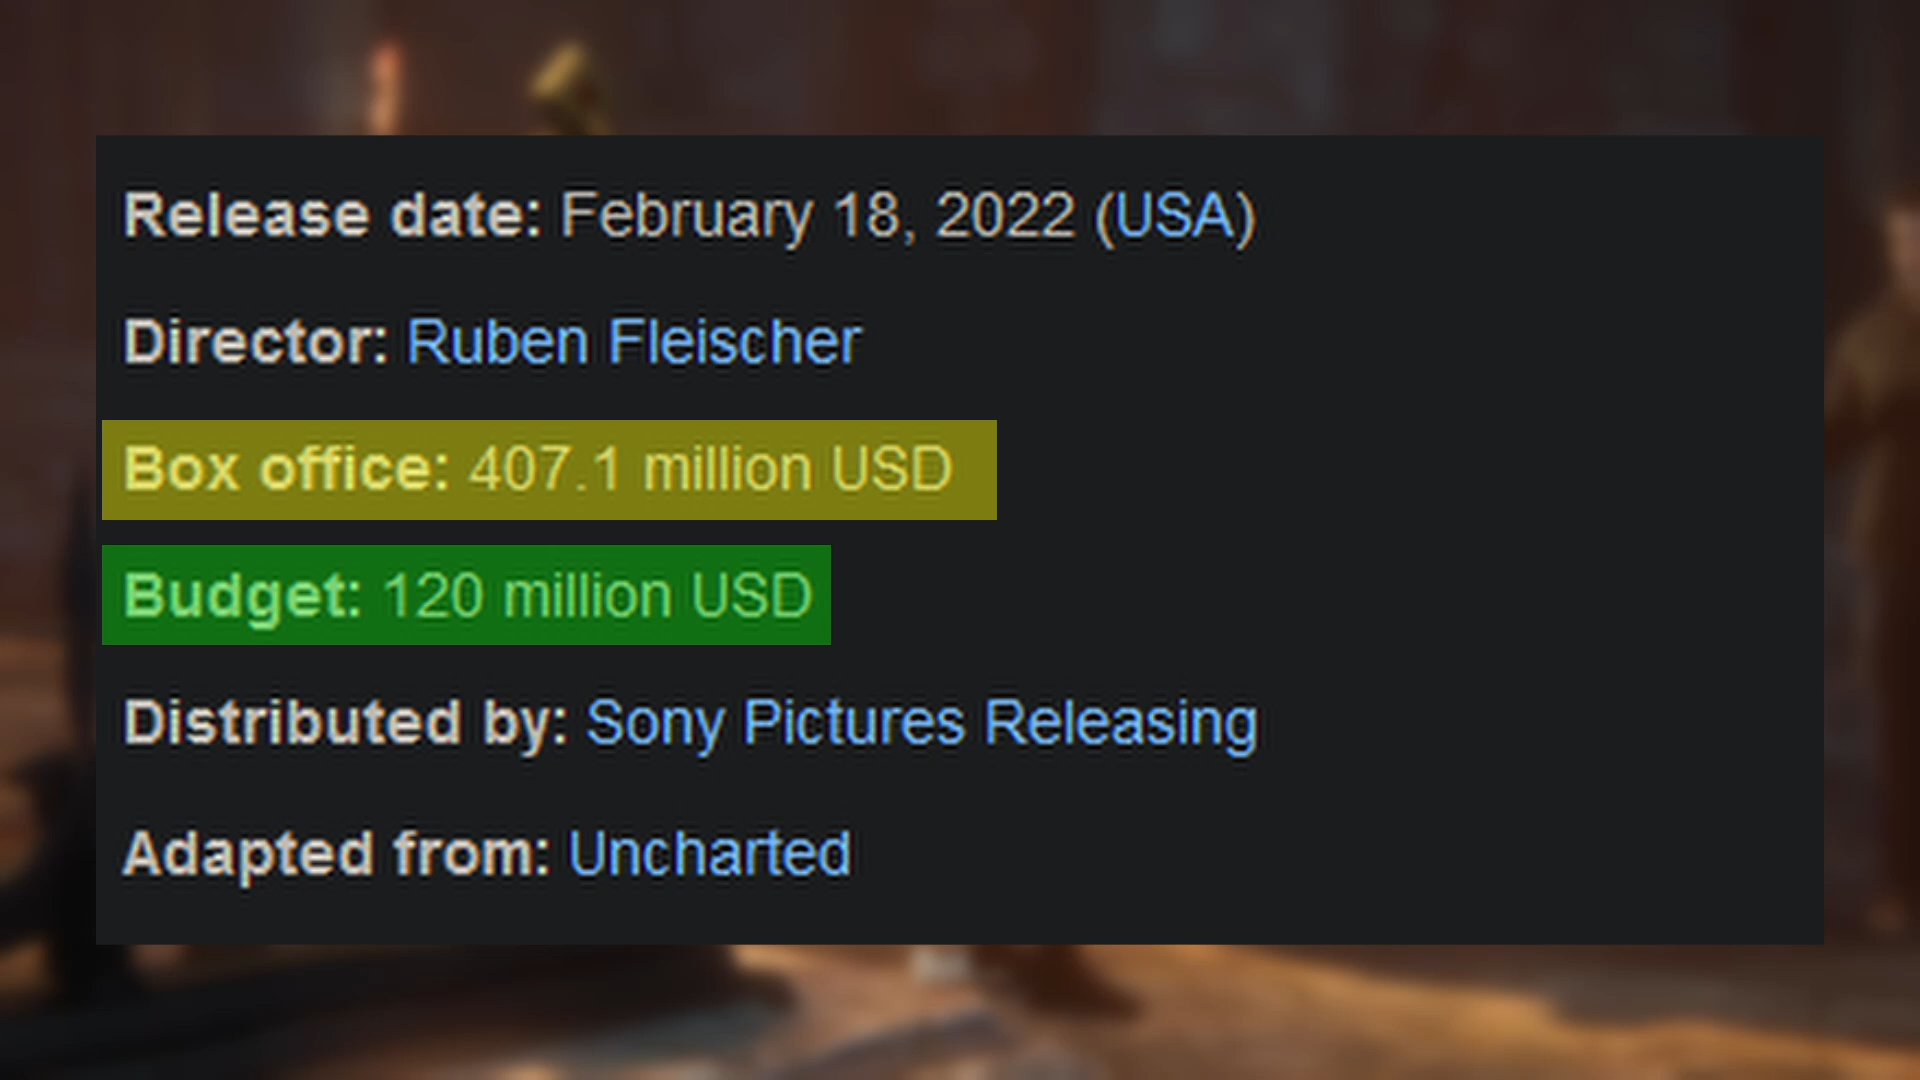 Release date: February 18, 2022 (USA)
Director: Ruben Fleischer
Box office: 407.1 million USD
Budget: 120 million USD
Distributed by: Sony Pictures Releasing
Adapted from: Uncharted